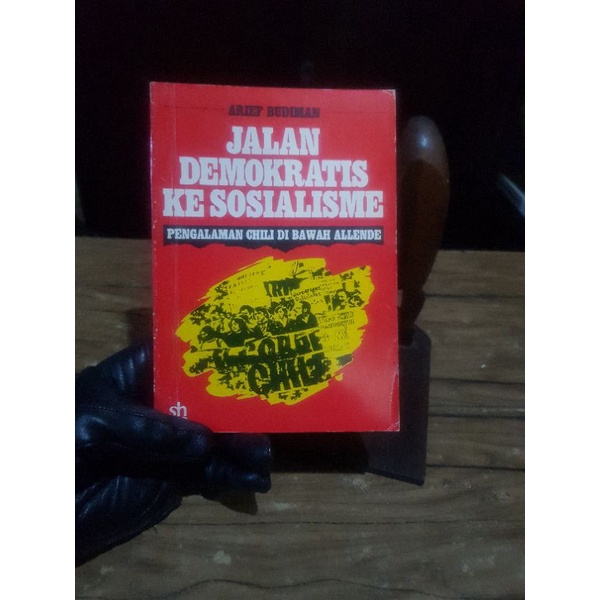 ARIEF BUDIMAN
JALAN
DEMOKRATIS
KE SOSIALISME
PENGALAMAN CHILI DI BAWAH ALLENDE
CHILE
sh